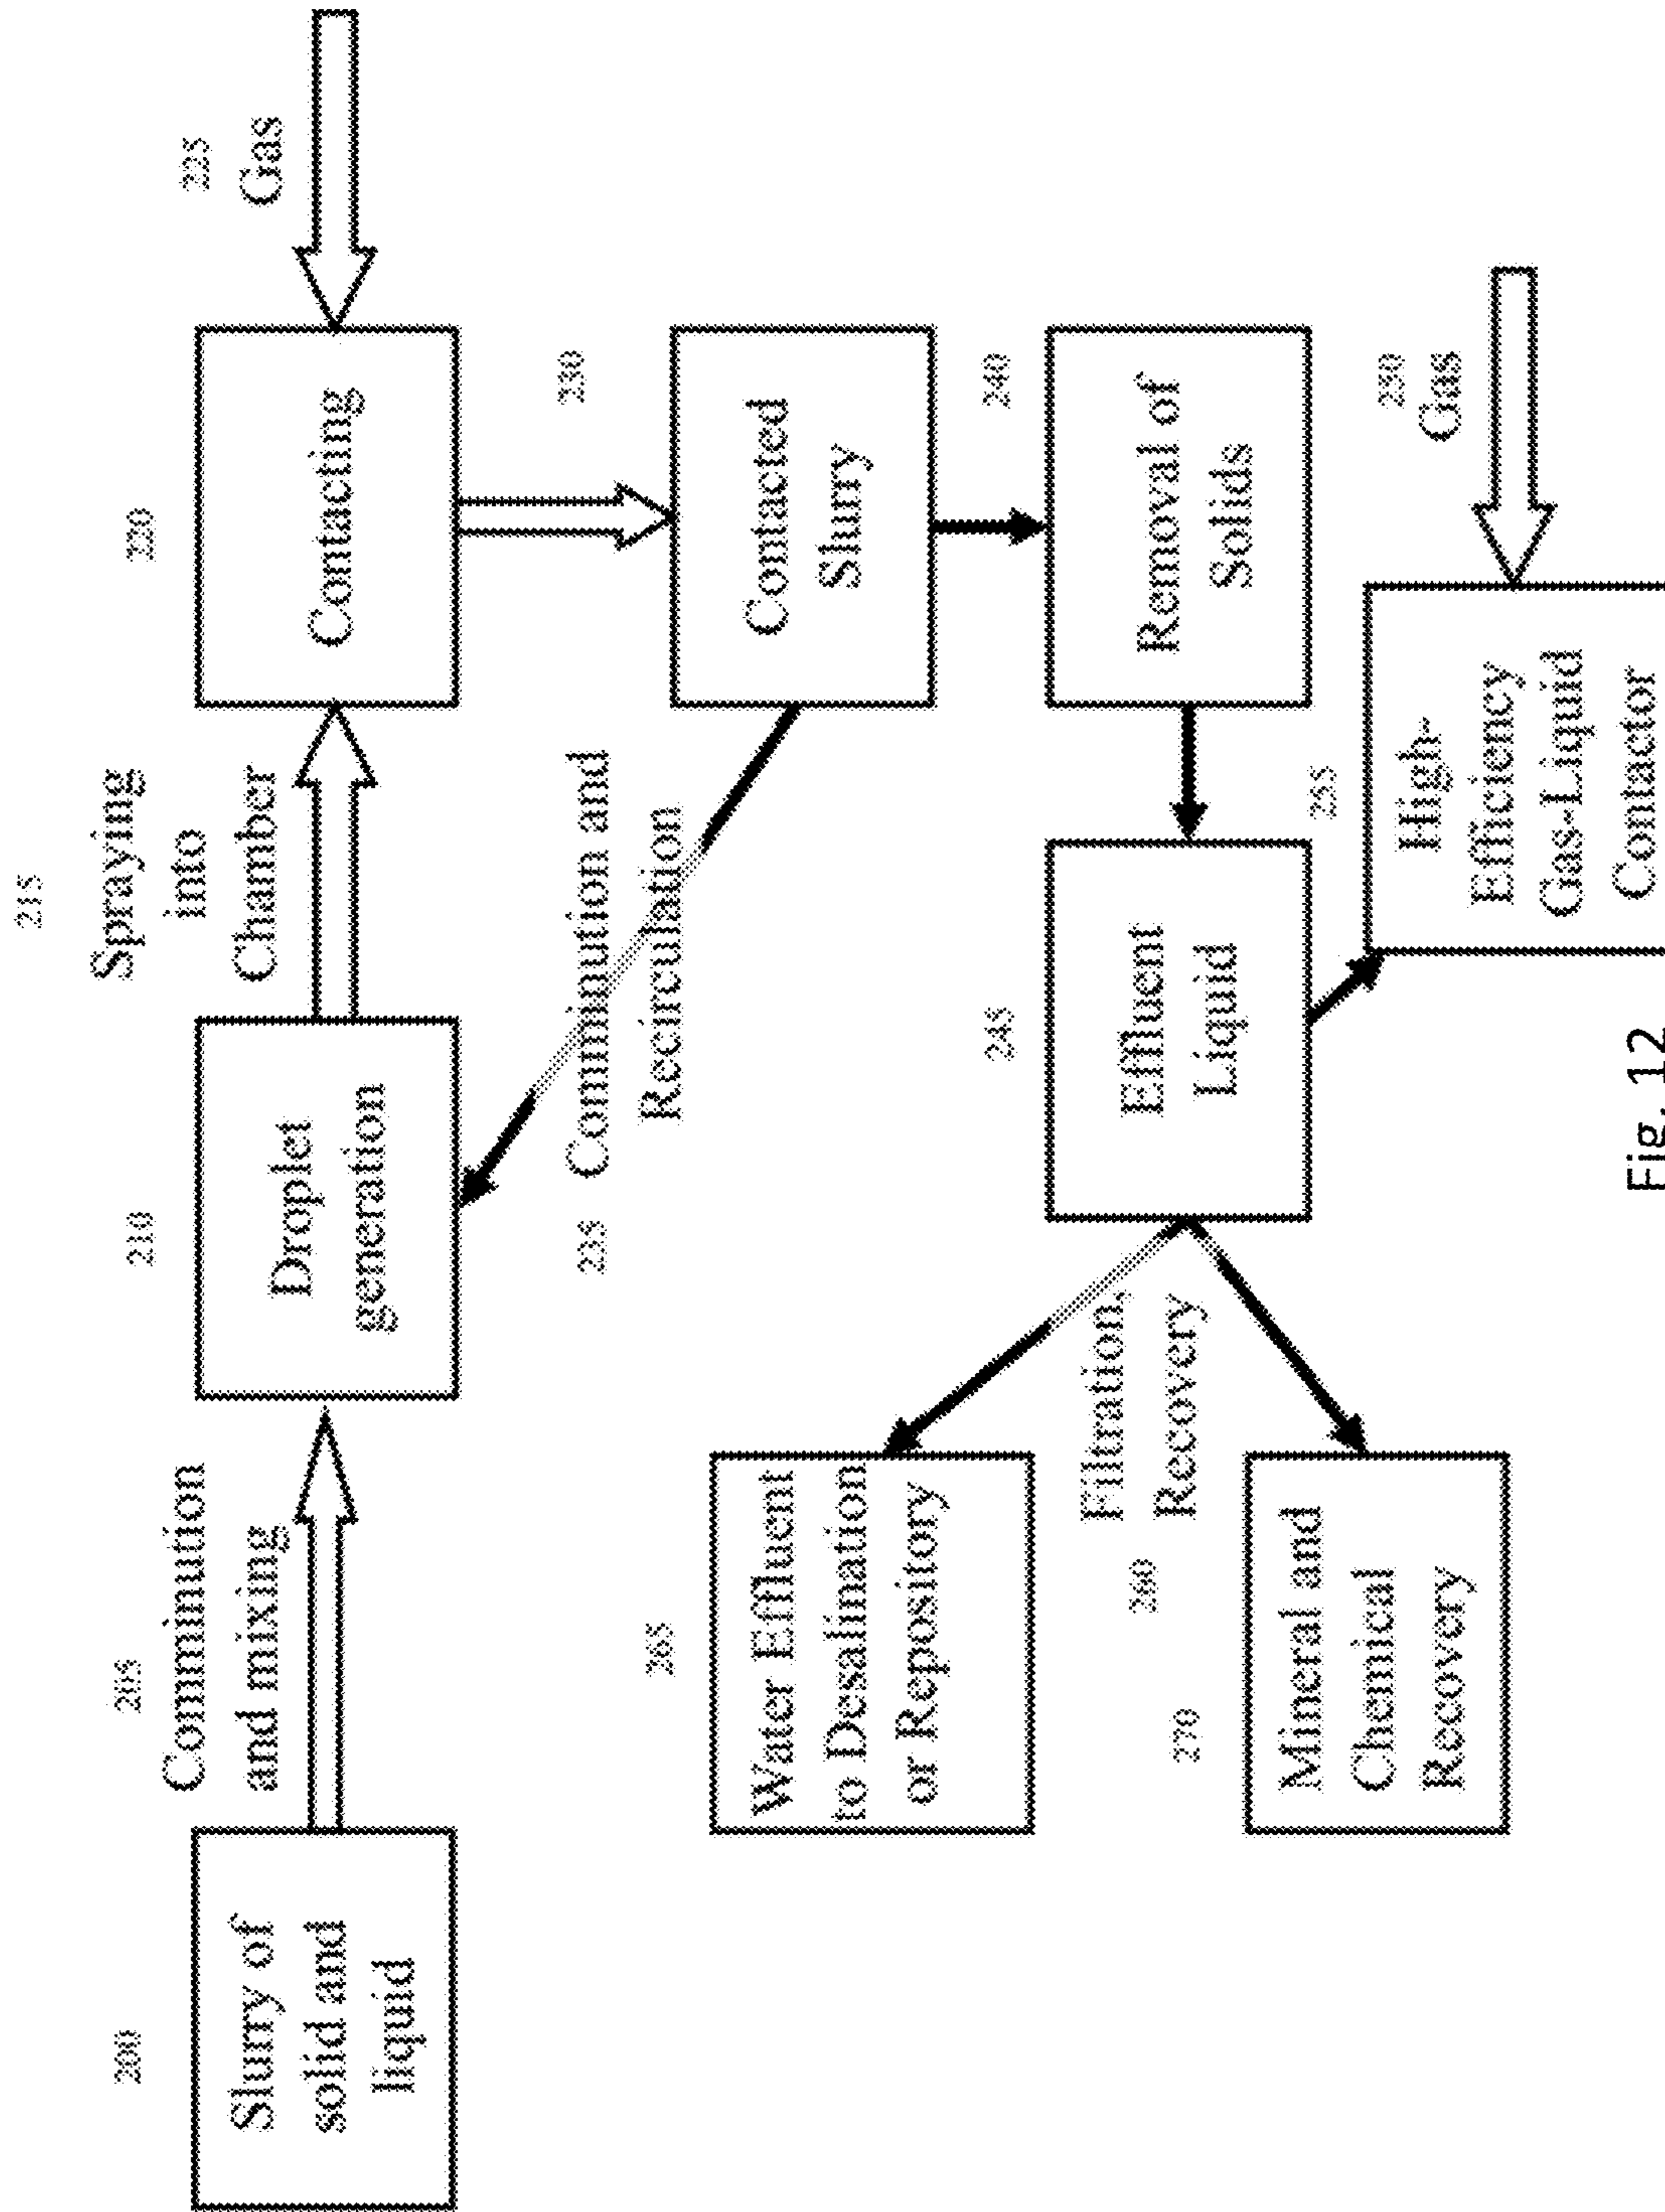 200
Slurry of
solid and
liquid
205
Comminution
and mixing
210
Droplet
generation
215
Spraying
into
Chamber
220
Contacting
225
Gas
230
Contacted
Slurry
235
Comminution and
Recirculation
240
Removal of
Solids
245
Effluent
Liquid
250
Gas
255
High-
Efficiency
Gas-Liquid
Contactor
260
Filtration,
Recovery
265
Water Effluent
to Desalination
or Repository
270
Mineral and
Chemical
Recovery
Fig. 12